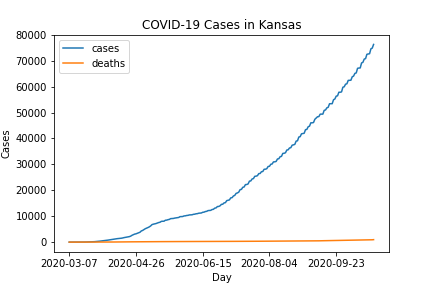 COVID-19 Cases in Kansas
80000
70000
60000
50000
40000
30000
20000
10000
0
Cases
cases
deaths
2020-03-07 2020-04-26 2020-06-15 2020-08-04 2020-09-23
Day